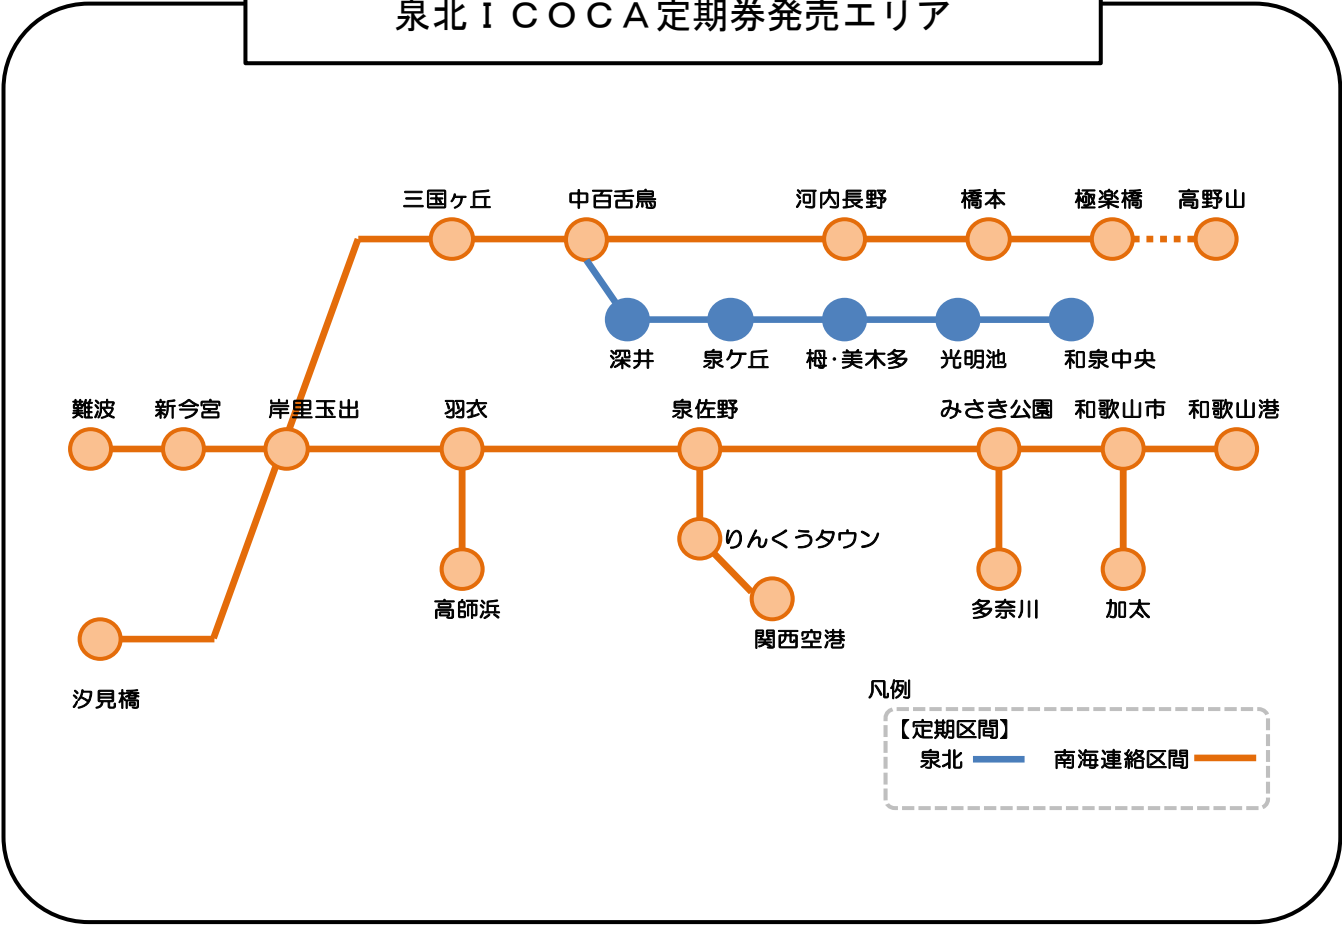 泉北ＩＣＯＣＡ定期券発売エリア
三国ヶ丘 中百舌鳥 河内長野 橋本 極楽橋 高野山
深井 泉ケ丘 栂・美木多 光明池 和泉中央
難波 新今宮 岸里玉出 羽衣 泉佐野 みさき公園 和歌山市 和歌山港
りんくうタウン
高師浜 多奈川 加太
関西空港
汐見橋
凡例
【定期区間】
泉北 南海連絡区間